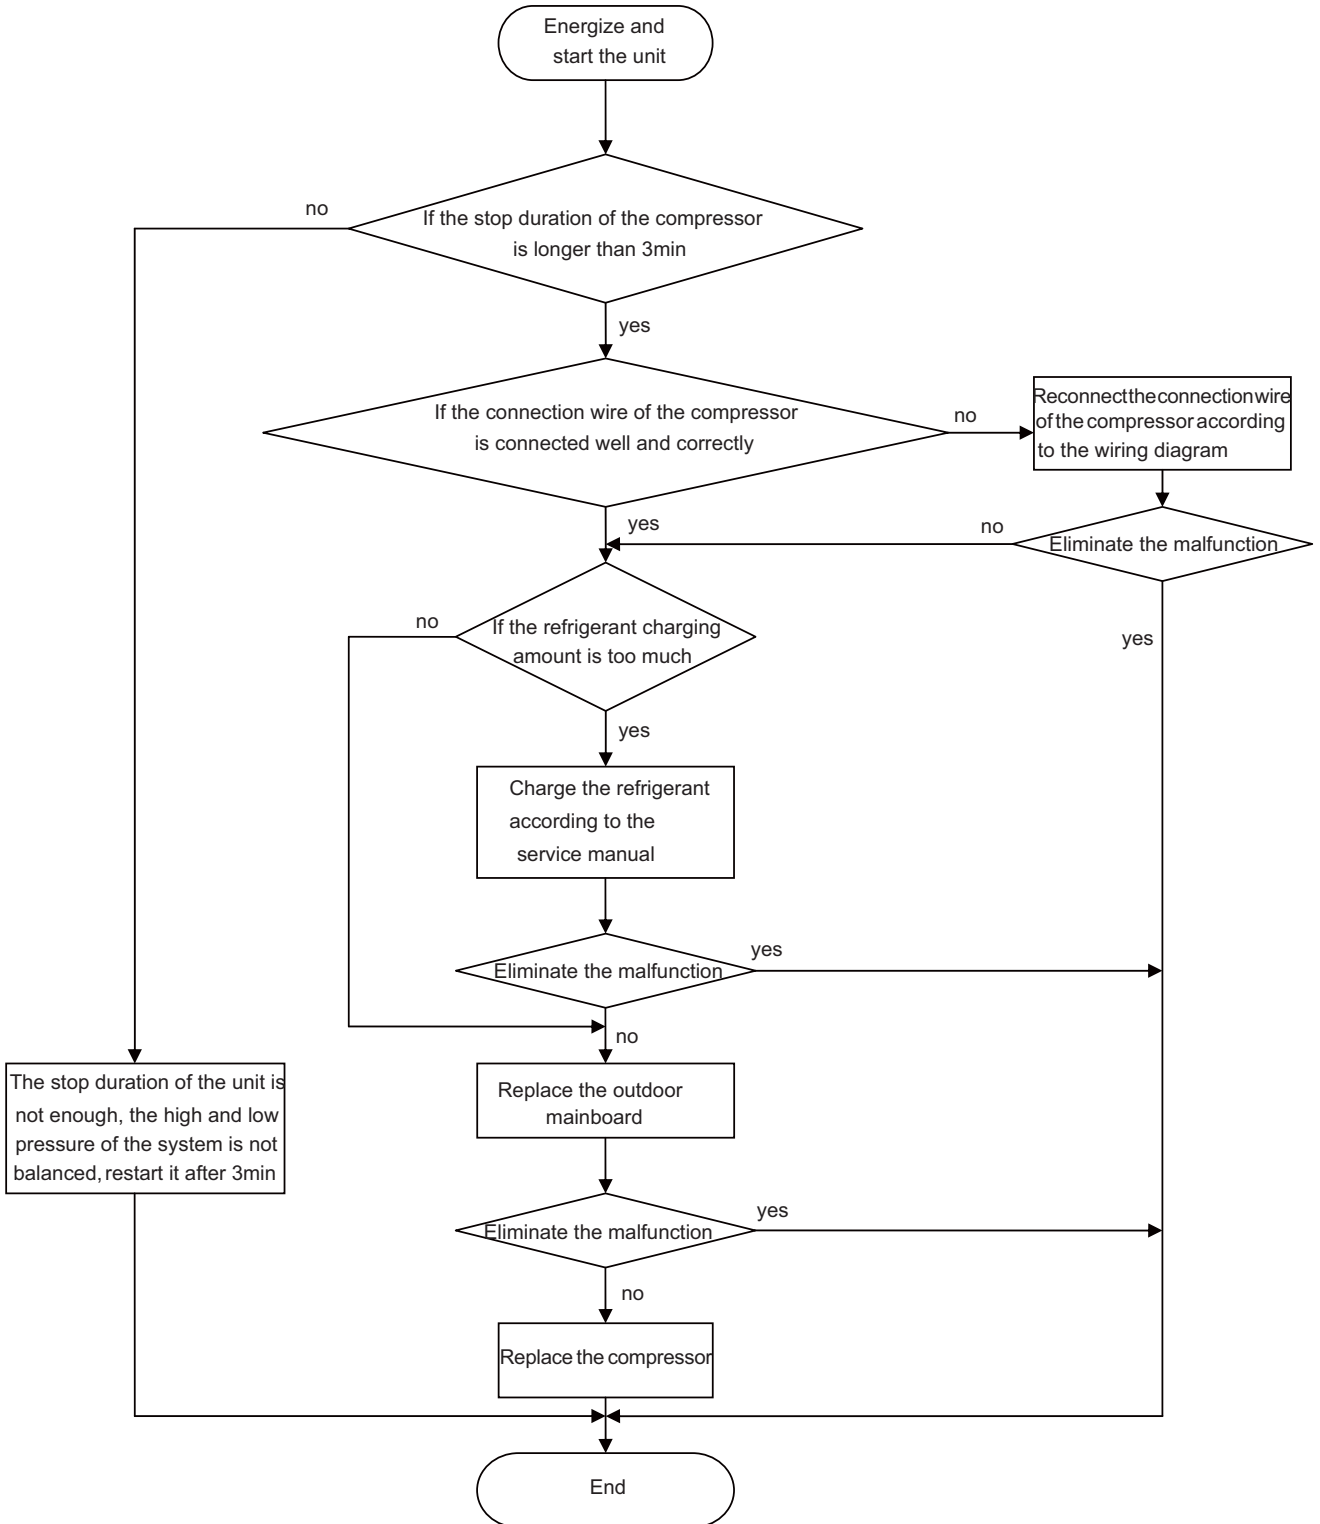 Energize and
start the unit
no
If the stop duration of the compressor
is longer than 3min
yes
If the connection wire of the compressor
is connected well and correctly
no
Reconnect the connection wire
of the compressor according
to the wiring diagram
yes
no
Eliminate the malfunction
no
If the refrigerant charging
amount is too much
yes
yes
Charge the refrigerant
according to the
service manual
Eliminate the malfunction
yes
no
The stop duration of the unit is
not enough, the high and low
pressure of the system is not
balanced, restart it after 3min
Replace the outdoor
mainboard
Eliminate the malfunction
yes
no
Replace the compressor
End